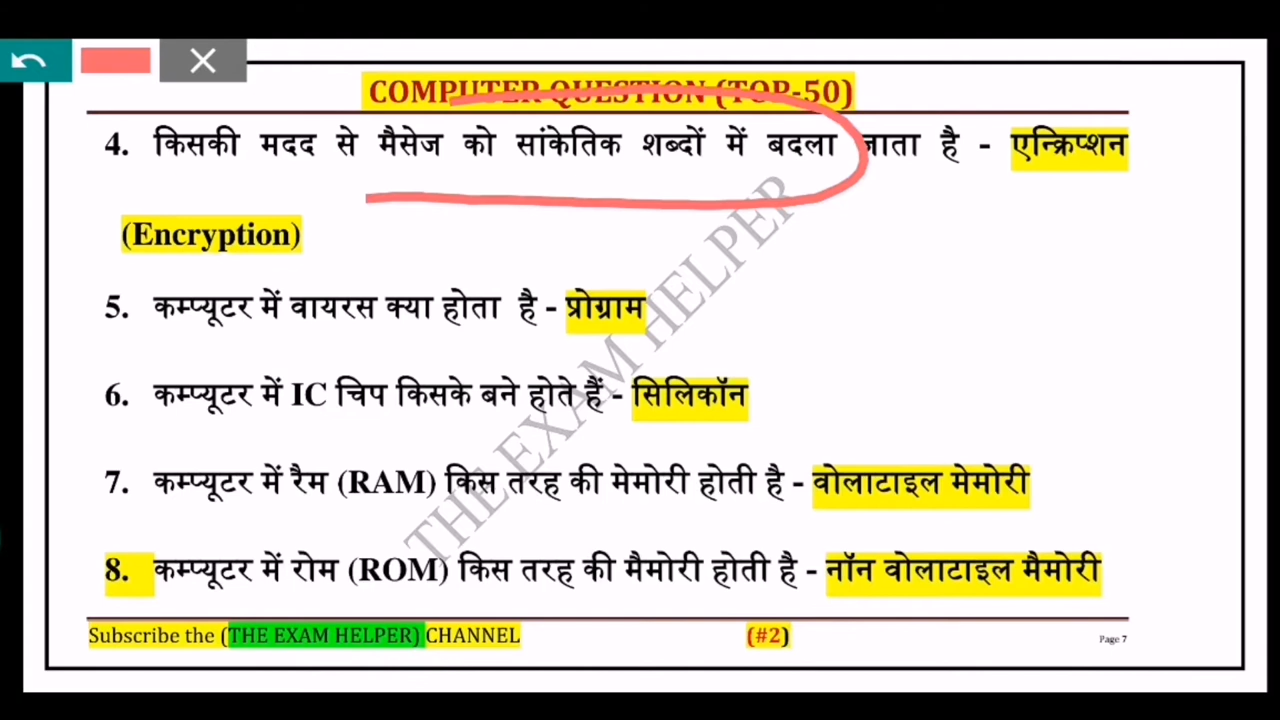 COMPUTER QUESTION (TOP-50)
4. किसकी मदद से मैसेज को सांकेतिक शब्दों में बदला जाता है - एन्क्रिप्शन
(Encryption)
5. कम्प्यूटर में वायरस क्या होता है - प्रोग्राम
6. कम्प्यूटर में IC चिप किसके बने होते हैं - सिलिकॉन
7. कम्प्यूटर में रैम (RAM) किस तरह की मेमोरी होती है - वोलाटाइल मेमोरी
8. कम्प्यूटर में रोम (ROM) किस तरह की मैमोरी होती है - नॉन वोलाटाइल मैमोरी
THE EXAM HELPER
Subscribe the (THE EXAM HELPER) CHANNEL (#2) Page 7